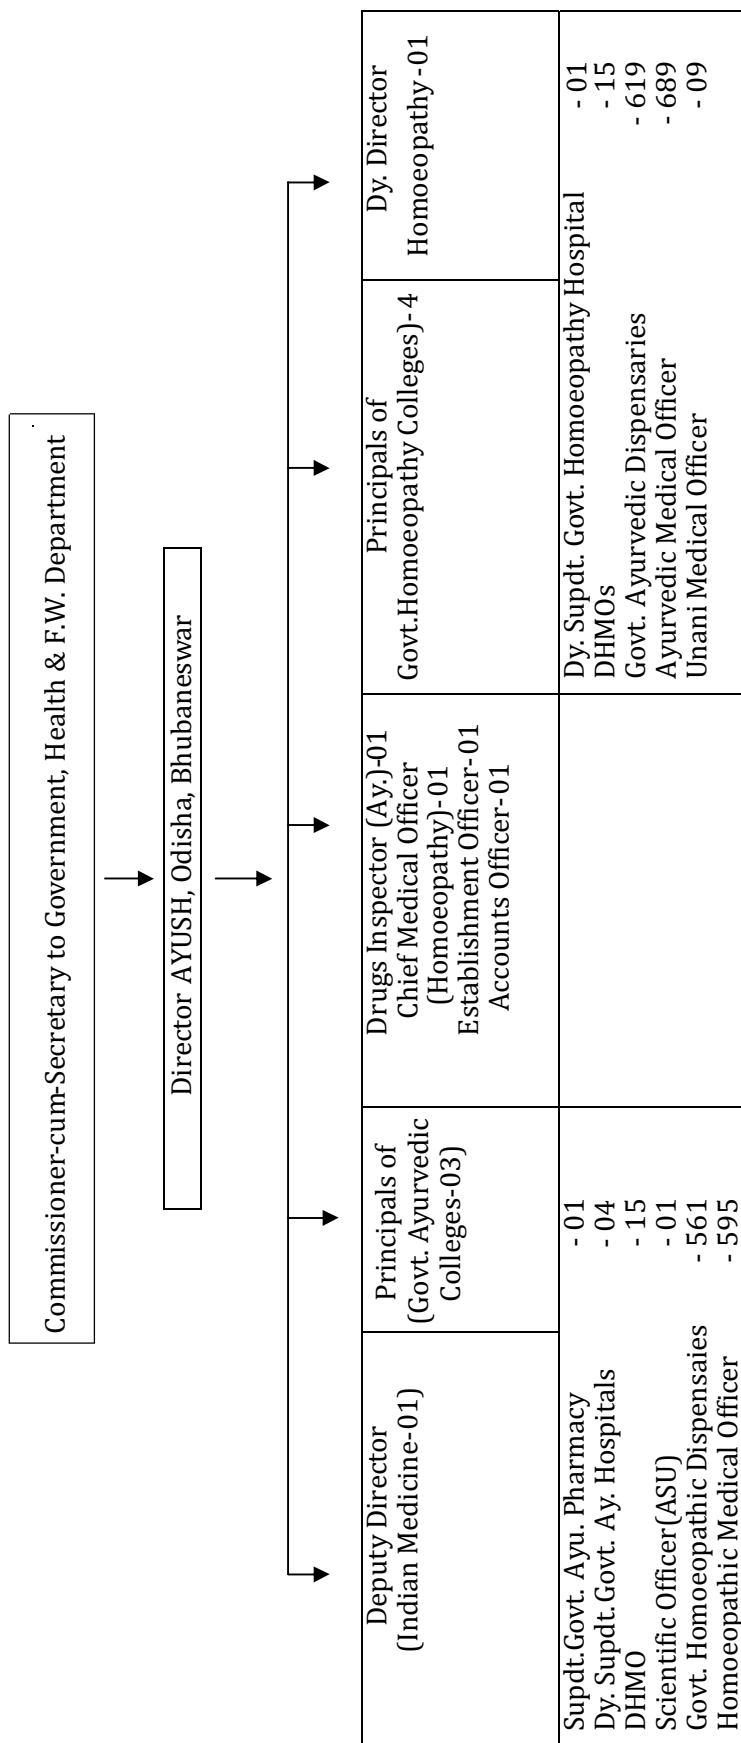 Commissioner-cum-Secretary to Government, Health & F.W. Department
Director AYUSH, Odisha, Bhubaneswar
Deputy Director
(Indian Medicine-01)
Principals of
(Govt. Ayurvedic
Colleges-03)
Drugs Inspector (Ay.)-01
Chief Medical Officer
(Homoeopathy)-01
Establishment Officer-01
Accounts Officer-01
Principals of
Govt.Homoeopathy Colleges)-4
Dy. Director
Homoeopathy-01
Supdt.Govt. Ayu. Pharmacy - 01
Dy. Supdt.Govt. Ay. Hospitals - 04
DHMO - 15
Scientific Officer(ASU) - 01
Govt. Homoeopathic Dispensaies - 561
Homoeopathic Medical Officer - 595
Dy. Supdt. Govt. Homoeopathy Hospital - 01
DHMOs - 15
Govt. Ayurvedic Dispensaries - 619
Ayurvedic Medical Officer - 689
Unani Medical Officer - 09